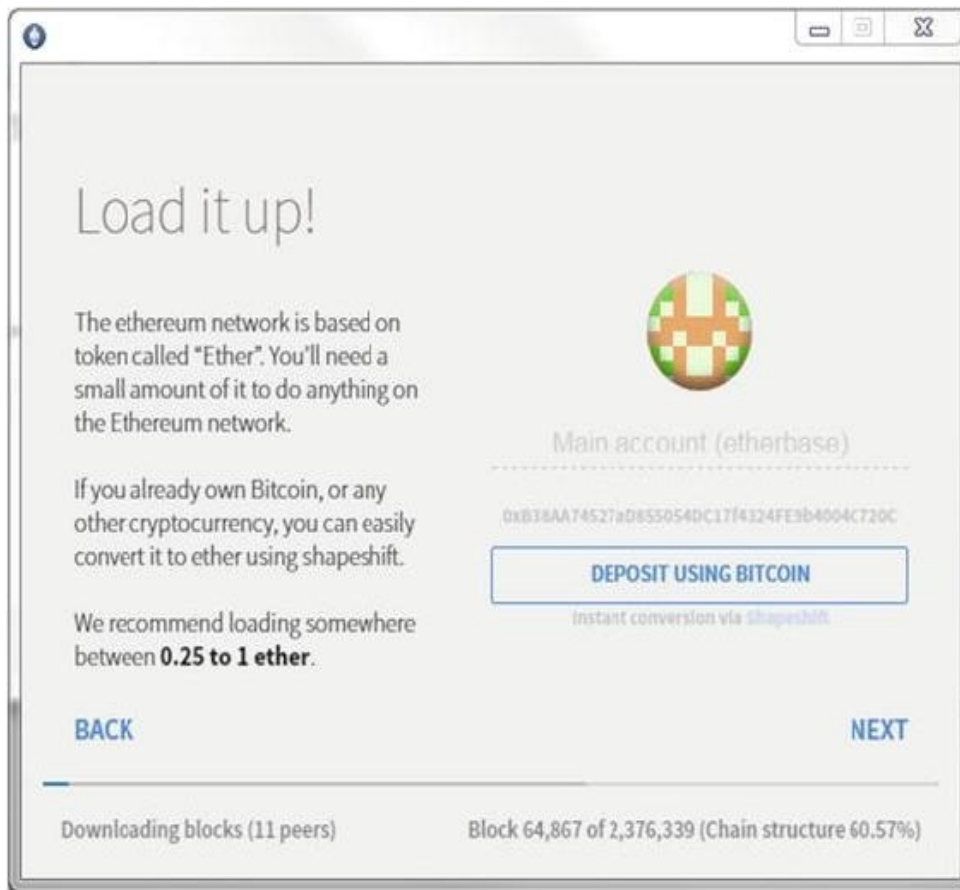 Load it up!
The ethereum network is based on
token called “Ether”. You’ll need a
small amount of it to do anything on
the Ethereum network.
If you already own Bitcoin, or any
other cryptocurrency, you can easily
convert it to ether using shapeshift.
We recommend loading somewhere
between 0.25 to 1 ether.
Main account (etherbase)
DEPOSIT USING BITCOIN
Instant conversion via Shapeshift
BACK
NEXT
Downloading blocks (11 peers)
Block 64,867 of 2,376,339 (Chain structure 60.57%)